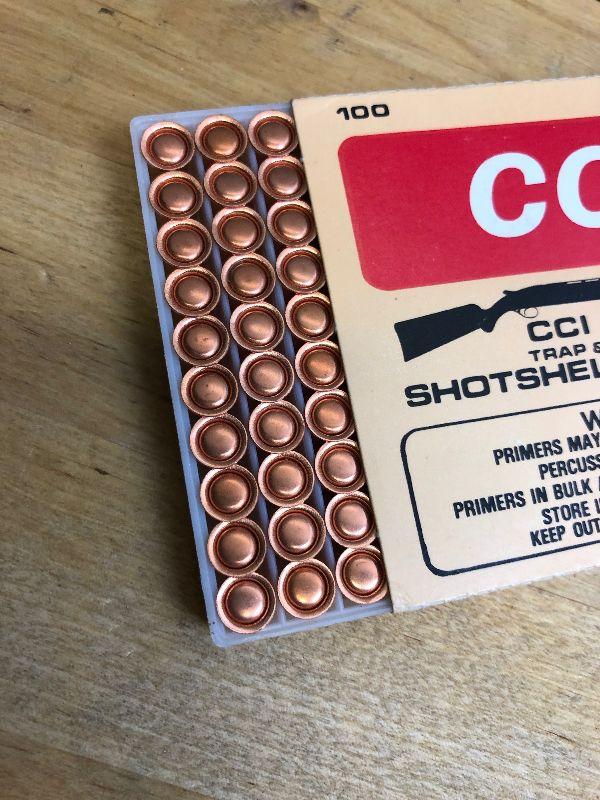 100
CC
CCI
TRAP &
SHOTSHEL
W
PRIMERS MAY
PERCUSS
PRIMERS IN BULK
STORE
KEEP OUT